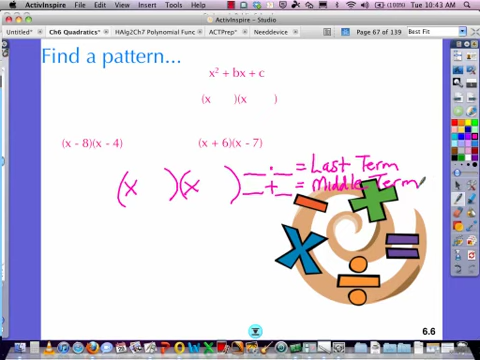 ActivInspire File Edit View Insert Tools Help (100%) Tue 10:43 AM
ActivInspire - Studio
Untitled* Ch6 Quadratics* HAlg2Ch7 Polynomial Func ACTPrep* Needdevice Page 67 of 139 Best Fit
Find a pattern...
x² + bx + c
(x )(x )
(x - 8)(x - 4) (x + 6)(x - 7)
(x )(x ) __ · __ = Last Term
__ + __ = Middle Term
6.6